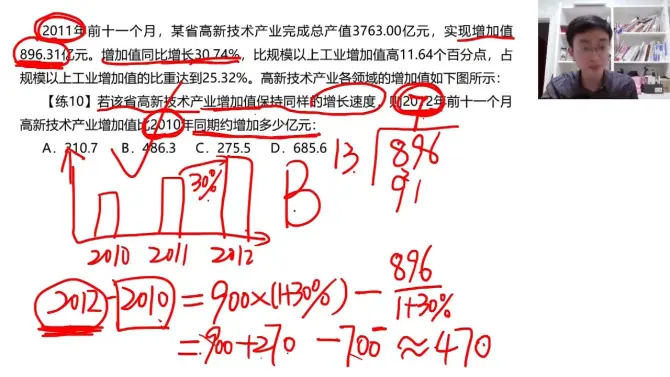 2011年前十一个月，某省高新技术产业完成总产值3763.00亿元，实现增加值
896.31亿元。增加值同比增长30.74%，比规模以上工业增加值高11.64个百分点，占
规模以上工业增加值的比重达到25.32%。高新技术产业各领域的增加值如下图所示：
【练10】若该省高新技术产业增加值保持同样的增长速度，则2012年前十一个月
高新技术产业增加值比2010年同期约增加多少亿元：
A. 310.7 B. 486.3 C. 275.5 D. 685.6
13 896
91
30%
B
2010 2011 2012
896
2012-2010=900×(1+30%)-
1+30%
=900+270-700≈470